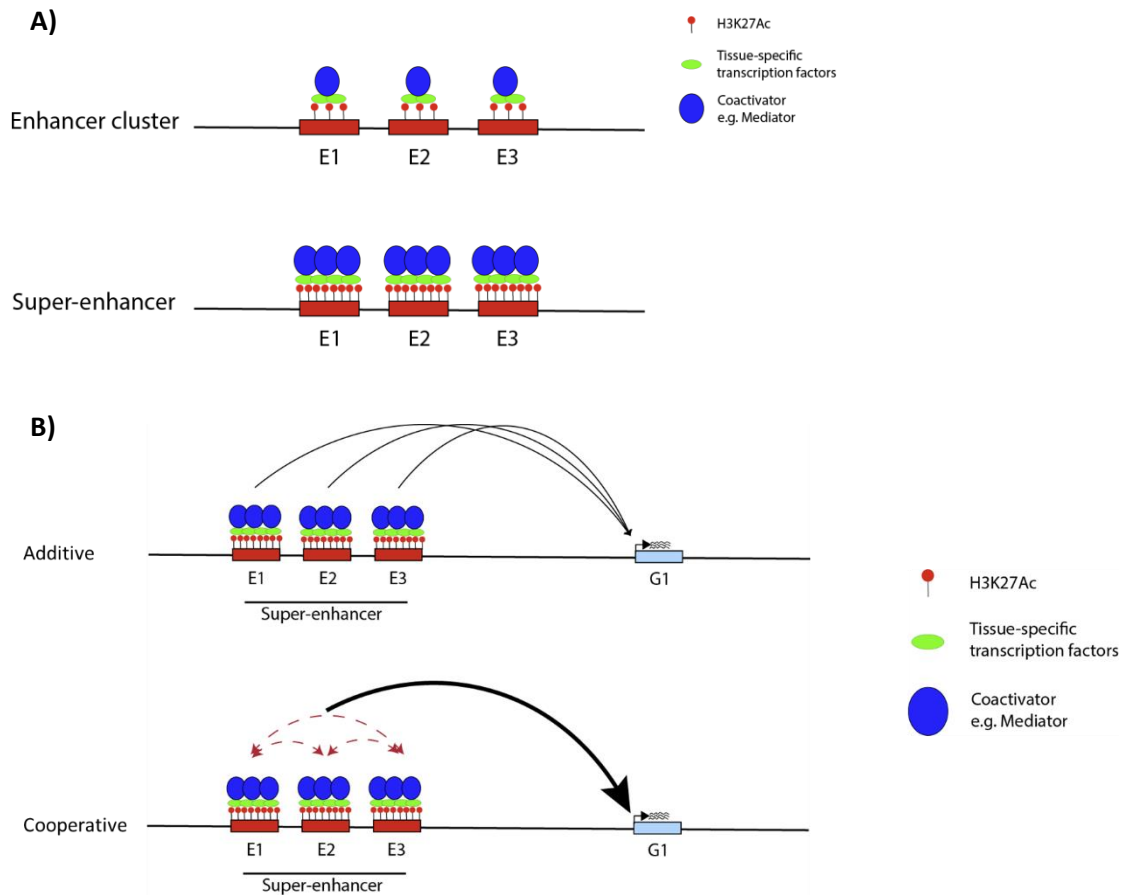 A)
H3K27Ac
Tissue-specific
transcription factors
Coactivator
e.g. Mediator
Enhancer cluster
E1 E2 E3
Super-enhancer
E1 E2 E3
B)
Additive
E1 E2 E3
G1
Super-enhancer
H3K27Ac
Tissue-specific
transcription factors
Coactivator
e.g. Mediator
Cooperative
E1 E2 E3
G1
Super-enhancer